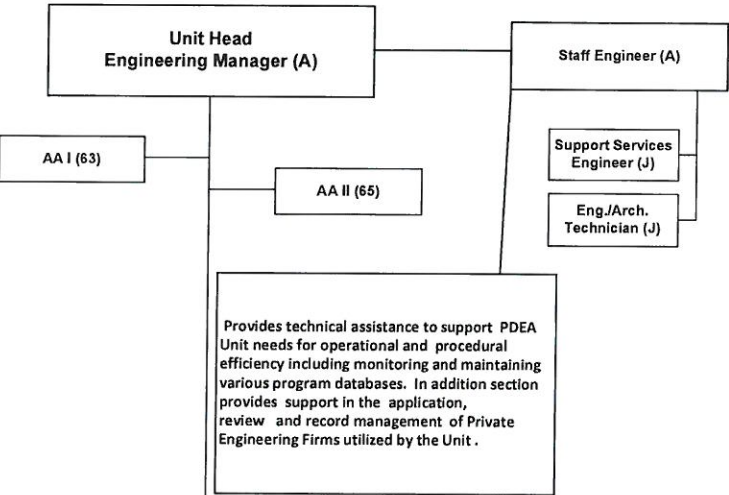 Unit Head
Engineering Manager (A)
Staff Engineer (A)
AA I (63)
AA II (65)
Support Services
Engineer (J)
Eng./Arch.
Technician (J)
Provides technical assistance to support PDEA
Unit needs for operational and procedural
efficiency including monitoring and maintaining
various program databases. In addition section
provides support in the application,
review and record management of Private
Engineering Firms utilized by the Unit .